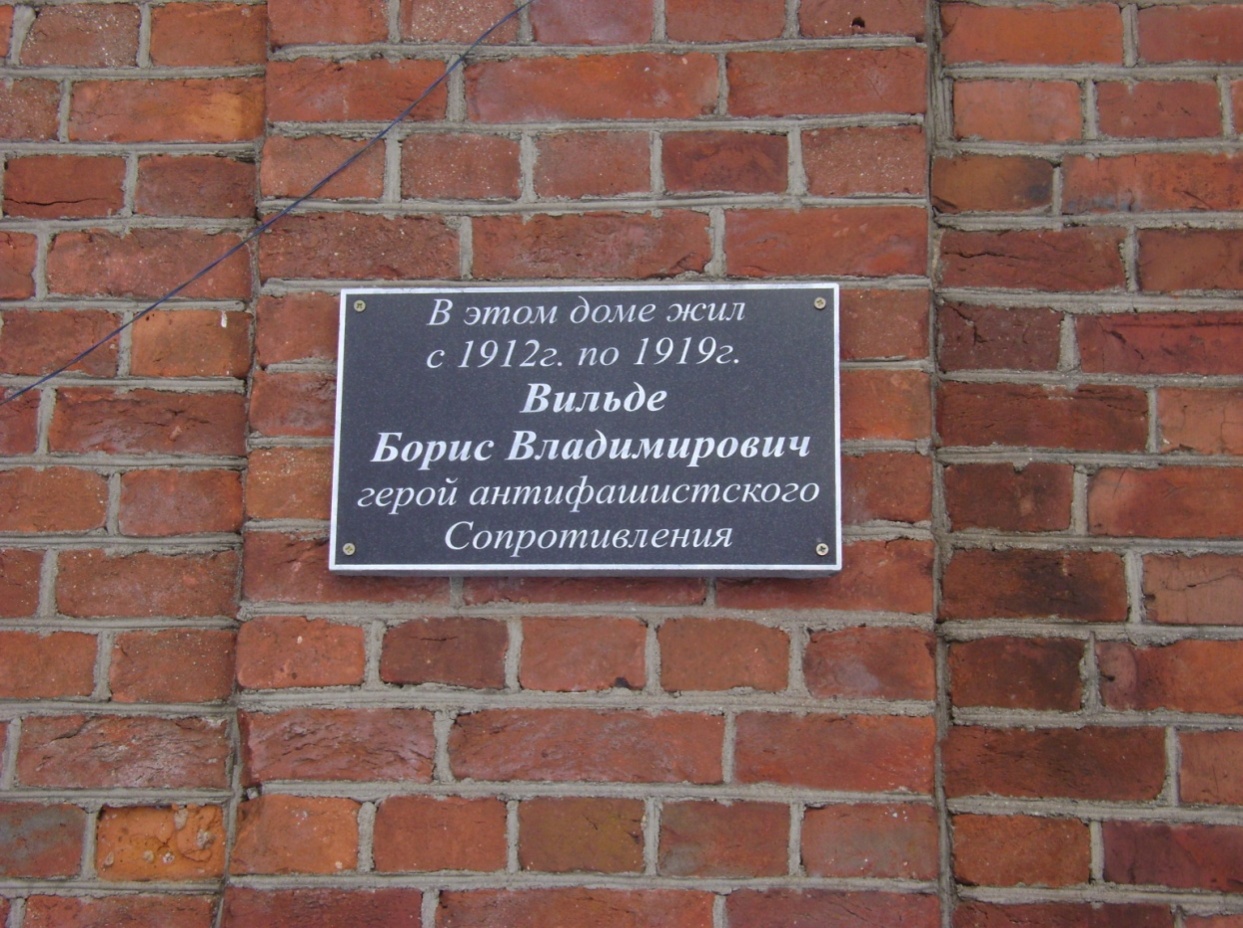 В этом доме жил
с 1912г. по 1919г.
Вильде
Борис Владимирович
герой антифашистского
Сопротивления